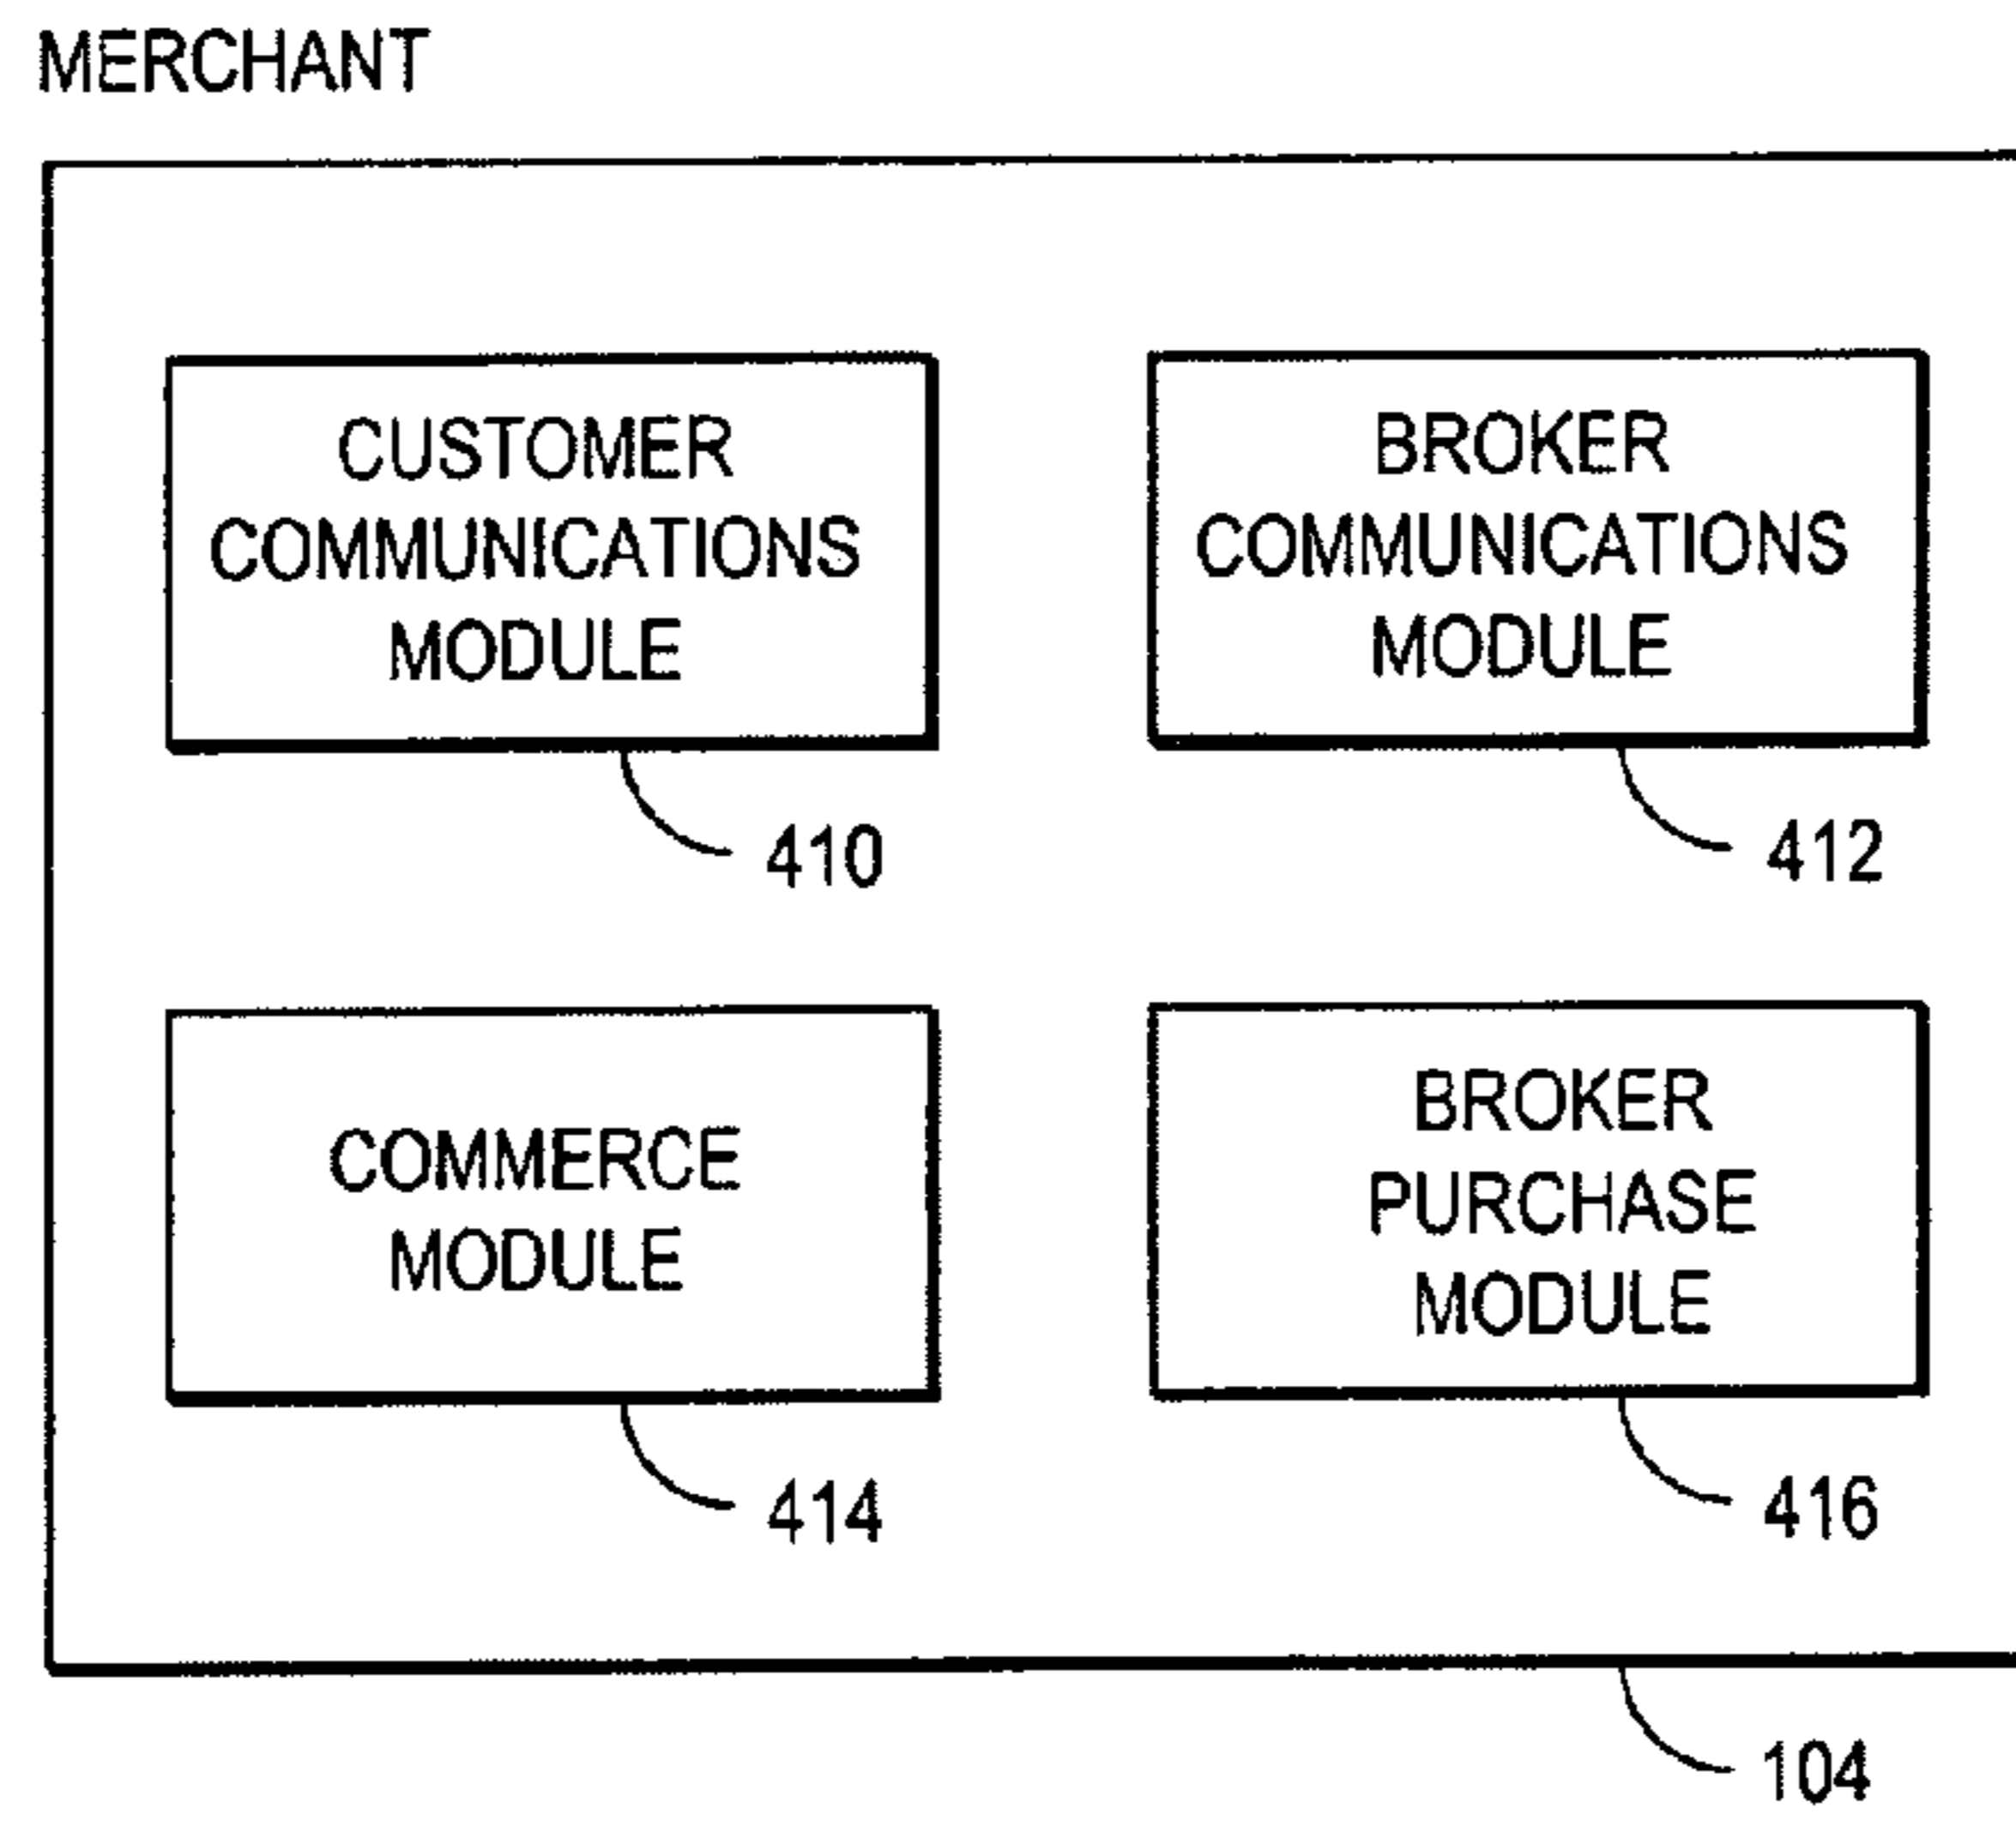 MERCHANT
CUSTOMER
COMMUNICATIONS
MODULE
410
BROKER
COMMUNICATIONS
MODULE
412
COMMERCE
MODULE
414
BROKER
PURCHASE
MODULE
416
104